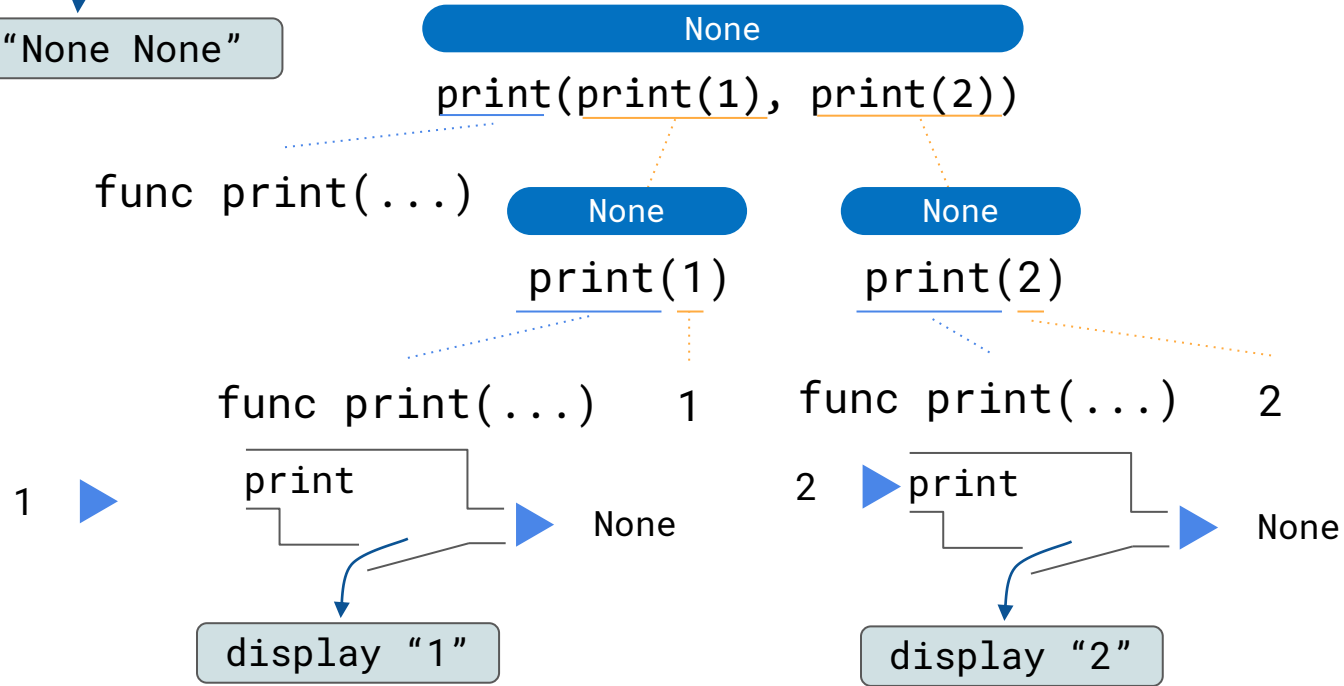 None
“None None”
print(print(1), print(2))
func print(...)
None
None
print(1)
print(2)
func print(...)
1
func print(...)
2
1
print
None
2
print
None
display “1”
display “2”